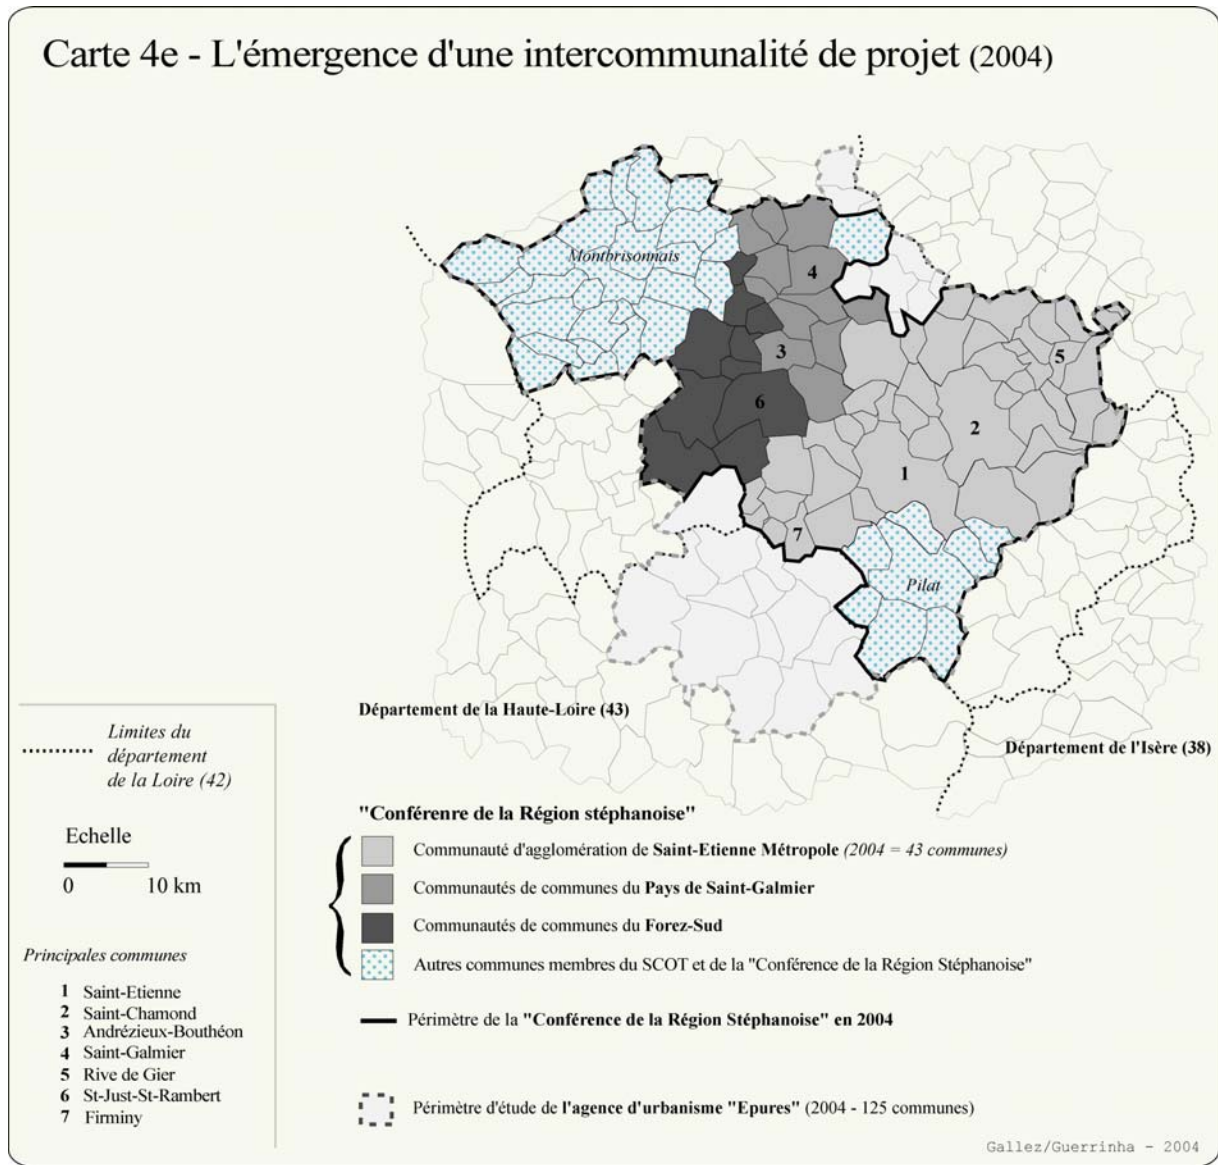 Carte 4e - L'émergence d'une intercommunalité de projet (2004)
Montbrisonnais
4
3
5
6
2
1
7
Pilat
Département de la Haute-Loire (43)
Département de l'Isère (38)
Limites du
département
de la Loire (42)
Echelle
0 10 km
Principales communes
1 Saint-Etienne
2 Saint-Chamond
3 Andrézieux-Bouthéon
4 Saint-Galmier
5 Rive de Gier
6 St-Just-St-Rambert
7 Firminy
"Conférenre de la Région stéphanoise"
Communauté d'agglomération de Saint-Etienne Métropole (2004 = 43 communes)
Communautés de communes du Pays de Saint-Galmier
Communautés de communes du Forez-Sud
Autres communes membres du SCOT et de la "Conférence de la Région Stéphanoise"
Périmètre de la "Conférence de la Région Stéphanoise" en 2004
Périmètre d'étude de l'agence d'urbanisme "Epures" (2004 - 125 communes)
Gallez/Guerrinha - 2004